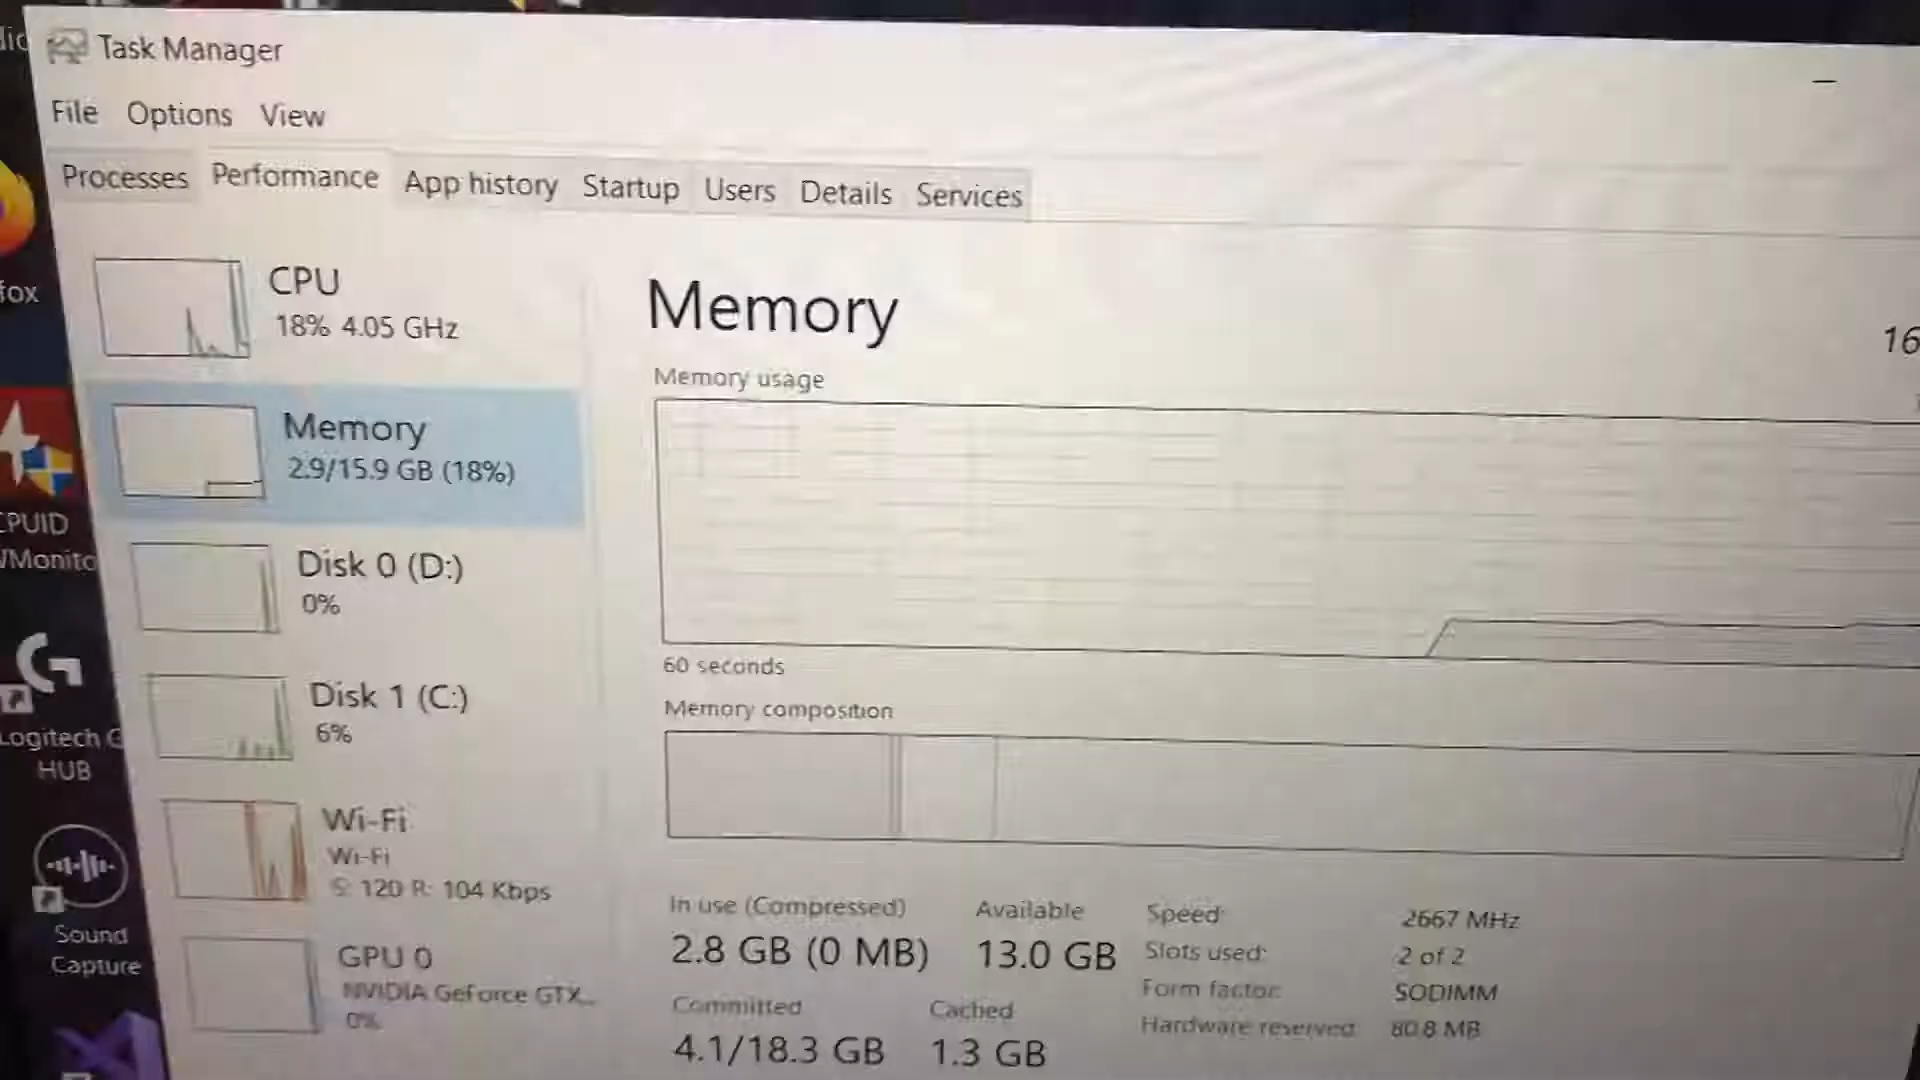 Task Manager
File Options View
Processes Performance App history Startup Users Details Services
CPU
18% 4.05 GHz
Memory
2.9/15.9 GB (18%)
Disk 0 (D:)
0%
Disk 1 (C:)
6%
Wi-Fi
Wi-Fi
S: 120 R: 104 Kbps
GPU 0
NVIDIA GeForce GTX...
0%
Memory
16
Memory usage
60 seconds
Memory composition
In use (Compressed)
2.8 GB (0 MB)
Available
13.0 GB
Committed
4.1/18.3 GB
Cached
1.3 GB
Speed: 2667 MHz
Slots used: 2 of 2
Form factor: SODIMM
Hardware reserved: 80.8 MB
fox
CPUID
Logitech G
HUB
Sound
Capture